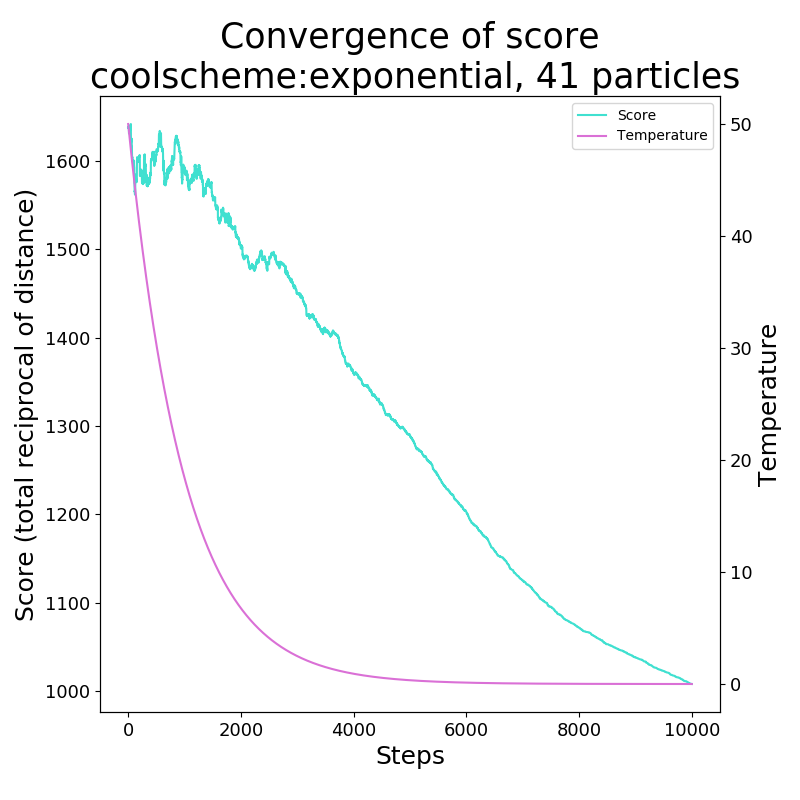 Convergence of score
coolscheme:exponential, 41 particles
Score
Temperature
1600
1500
1400
1300
1200
1100
1000
Score (total reciprocal of distance)
50
40
30
20
10
0
Temperature
0 2000 4000 6000 8000 10000
Steps